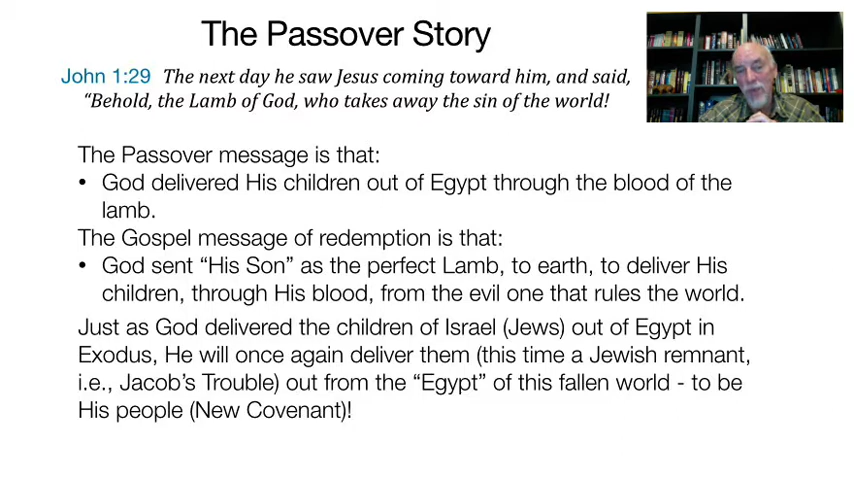 The Passover Story
John 1:29 The next day he saw Jesus coming toward him, and said,
“Behold, the Lamb of God, who takes away the sin of the world!
The Passover message is that:
• God delivered His children out of Egypt through the blood of the
lamb.
The Gospel message of redemption is that:
• God sent “His Son” as the perfect Lamb, to earth, to deliver His
children, through His blood, from the evil one that rules the world.
Just as God delivered the children of Israel (Jews) out of Egypt in
Exodus, He will once again deliver them (this time a Jewish remnant,
i.e., Jacob’s Trouble) out from the “Egypt” of this fallen world - to be
His people (New Covenant)!